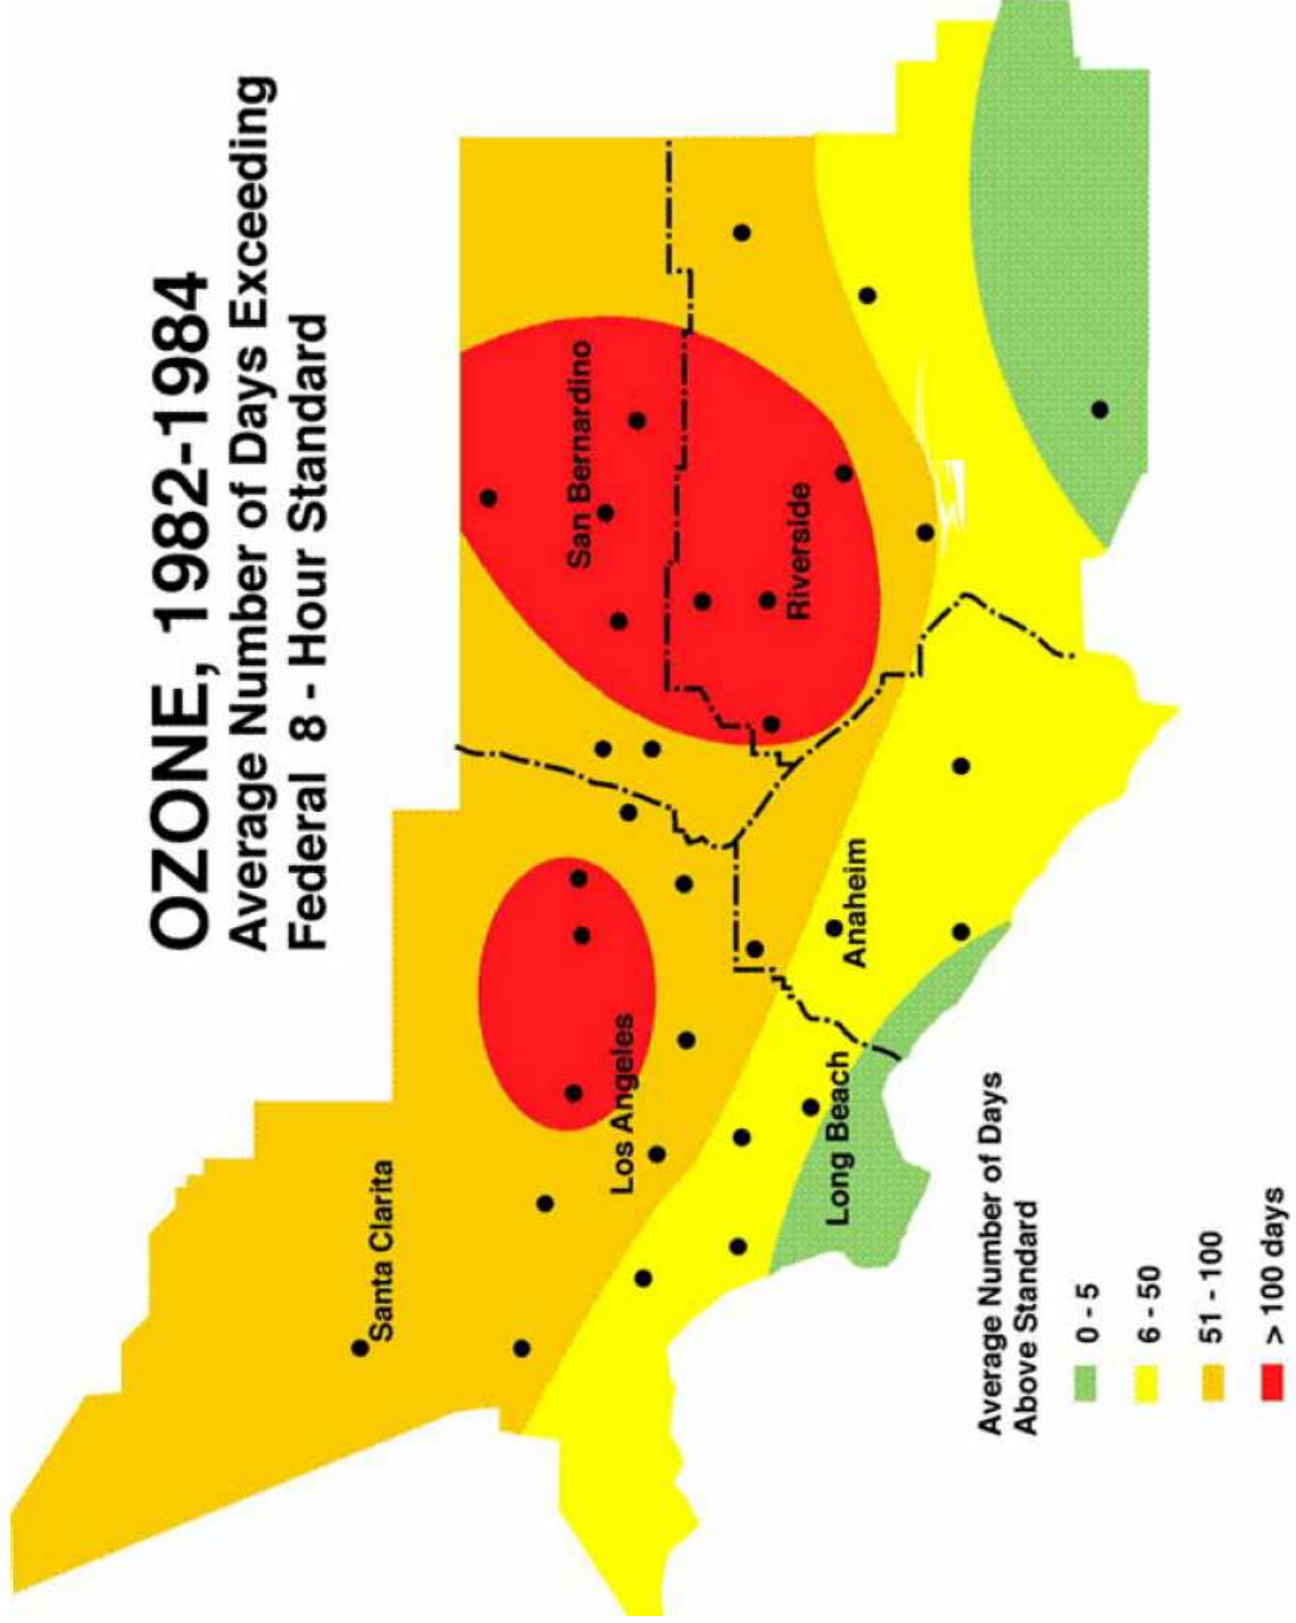 OZONE, 1982-1984
Average Number of Days Exceeding
Federal 8 - Hour Standard
Santa Clarita
Los Angeles
San Bernardino
Riverside
Long Beach
Anaheim
Average Number of Days
Above Standard
0 - 5
6 - 50
51 - 100
> 100 days